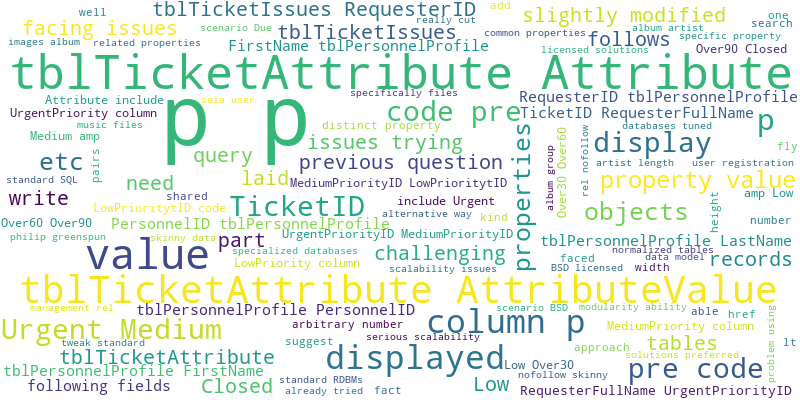 well
tblTicketIssues RequesterID
add
scenario Due
really cut
slightly modified
one
search
facing issues
tblTicketIssues
common properties
album artist
specific property
images album
related properties
FirstName tblPersonnelProfile
follows
licensed solutions
Over90 Closed
tblTicketAttribute Attribute
Attribute include
seia user
specifically files
RequesterID tblPersonnelProfile
UrgentPriority column
p p
code pre
TicketID RequesterFullName
music files
distinct property
p
Medium amp
issues trying
databases tuned
fly
query
display
pairs
etc
previous question
properties
album group
Over30 Over60
rel nofollow
artist length
user registration
standard SQL
need
laid
property value
shared
MediumPriorityID LowPriorityID
write
TicketID
include Urgent
objects
height
amp Low
LowPriorityID code
alternative way
kind
number
Over60 Over90
PersonnelID tblPersonnelProfile
philip greenspun
skinny data
part
UrgentPriorityID MediumPriorityID
tblPersonnelProfile LastName
normalized tables
value
specialized databases
challenging
faced
data model
records
LowPriority column
scalability issues
BSD licensed
width
tblTicketAttribute AttributeValue
management rel
tblPersonnelProfile PersonnelID
scenario BSD
modularity ability
able
href
Urgent Medium
arbitrary number
column p
MediumPriority column
problem using
serious scalability
tweak standard
suggest
approach
tables
lt
tblTicketAttribute
displayed
Low Over30
solutions preferred
tblPersonnelProfile FirstName
nofollow skinny
pre code
following fields
Closed
standard RDBMs
already tried
fact
Low
RequesterFullName UrgentPriorityID